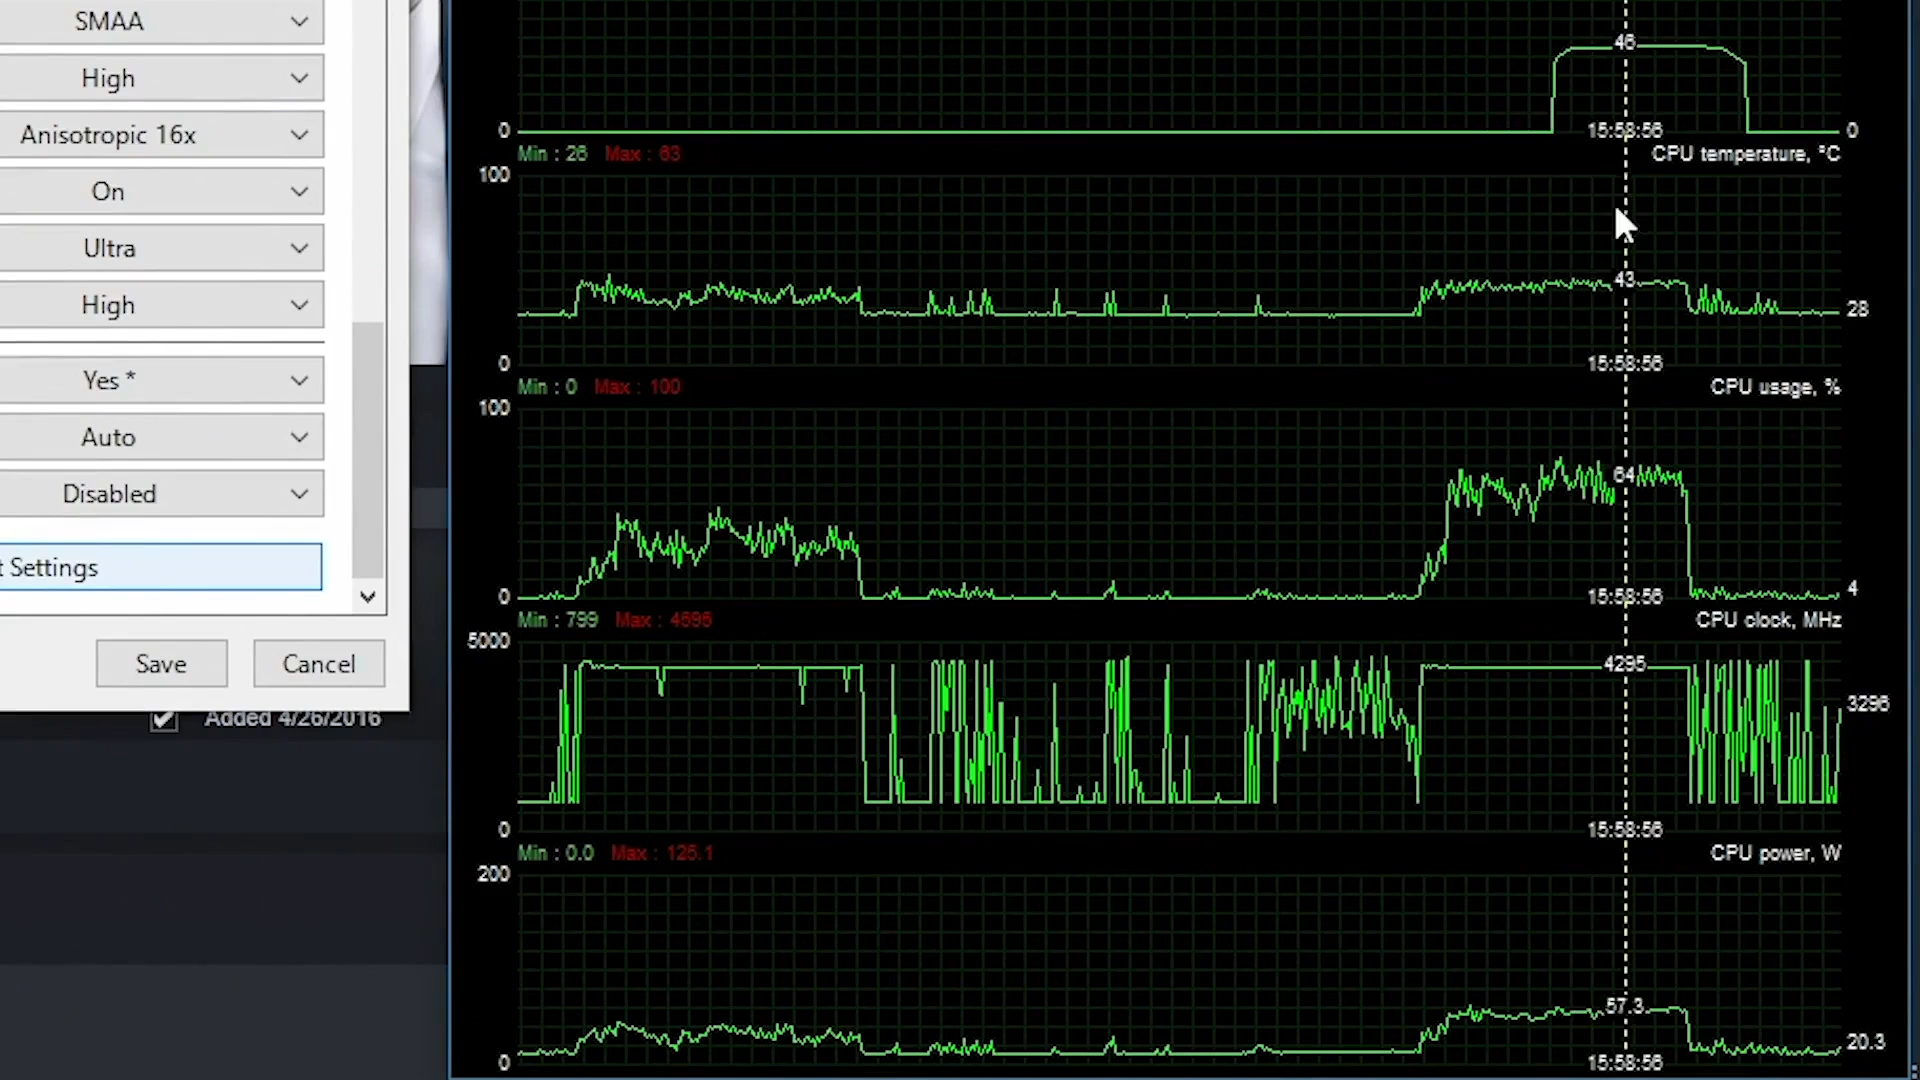 SMAA
High
Anisotropic 16x
On
Ultra
High
Yes *
Auto
Disabled
t Settings
Save
Cancel
Added 4/26/2016
46
0
15:58:56
0
Min : 26 Max : 63
CPU temperature, °C
100
43
28
0
15:58:56
Min : 0 Max : 100
CPU usage, %
100
64
4
0
15:58:56
Min : 799 Max : 4695
CPU clock, MHz
5000
4295
3296
0
15:58:56
Min : 0.0 Max : 125.1
CPU power, W
200
57.3
20.3
0
15:58:56